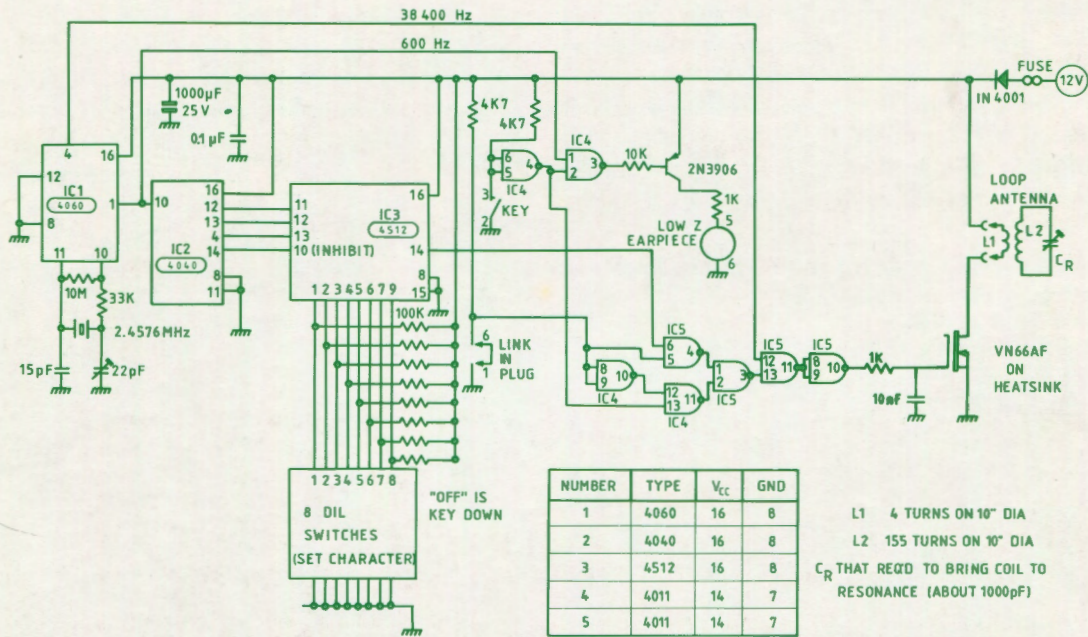 38 400 Hz
600 Hz
1000µF
25V
0.1µF
4K7
4K7
FUSE
12V
IN 4001
4
16
12
IC1
4060
1
8
11
10
10M
33K
2.4576MHz
15pF
22pF
10
16
12
13
4
14
IC2
4040
8
11
11
12
13
10 (INHIBIT)
16
IC3
4512
14
8
15
1 2 3 4 5 6 7 9
100K
6
5
4
IC4
3
KEY
2
IC4
1
2
3
10K
2N3906
1K
5
LOW Z
EARPIECE
6
LOOP
ANTENNA
L1
L2
CR
6
LINK
IN
PLUG
1
8
9
10
IC4
IC5
6
5
4
12
13
11
IC4
1
2
3
IC5
IC5
12
13
11
IC5
8
9
10
1K
10nF
VN66AF
ON
HEATSINK
1 2 3 4 5 6 7 8
8 DIL
SWITCHES
(SET CHARACTER)
"OFF" IS
KEY DOWN
NUMBER TYPE VCC GND
1 4060 16 8
2 4040 16 8
3 4512 16 8
4 4011 14 7
5 4011 14 7
L1 4 TURNS ON 10" DIA
L2 155 TURNS ON 10" DIA
CR THAT REQD TO BRING COIL TO
RESONANCE (ABOUT 1000pF)